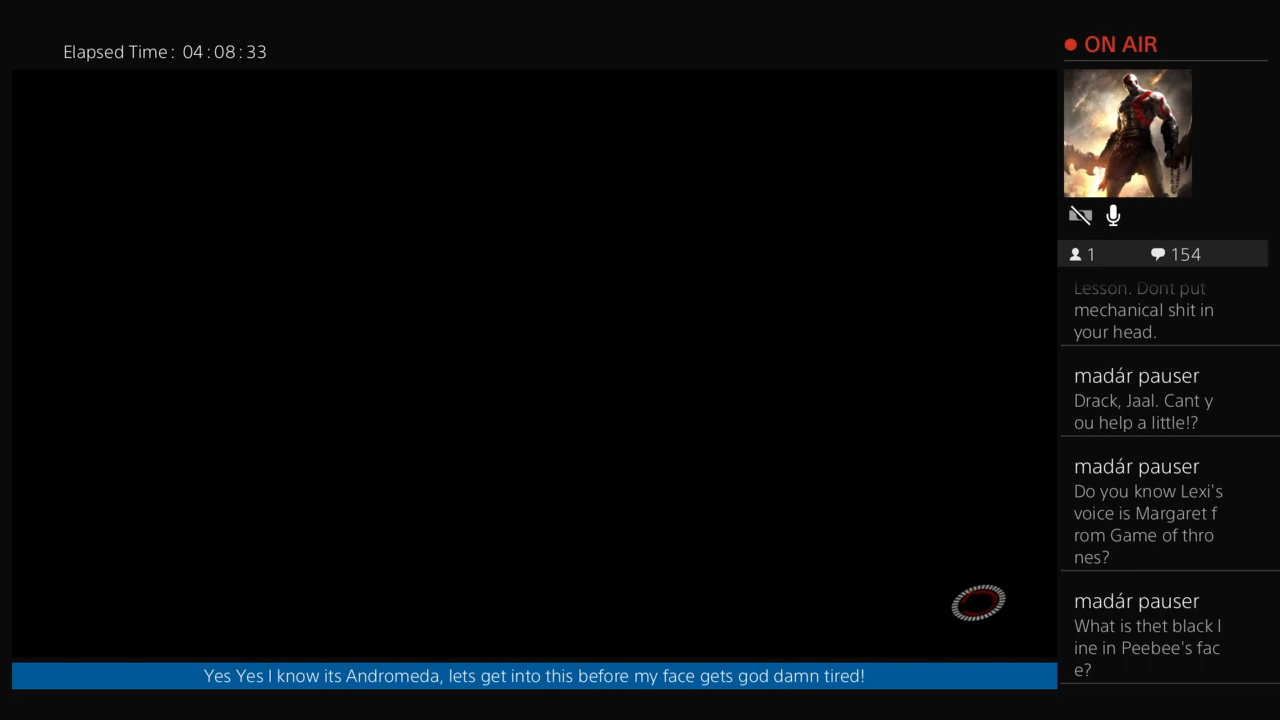 Elapsed Time: 04:08:33
ON AIR
1
154
Lesson. Dont put
mechanical shit in
your head.
madár pauser
Drack, Jaal. Cant y
ou help a little!?
madár pauser
Do you know Lexi's
voice is Margaret f
rom Game of thro
nes?
madár pauser
What is thet black l
ine in Peebee's fac
e?
Yes Yes I know its Andromeda, lets get into this before my face gets god damn tired!